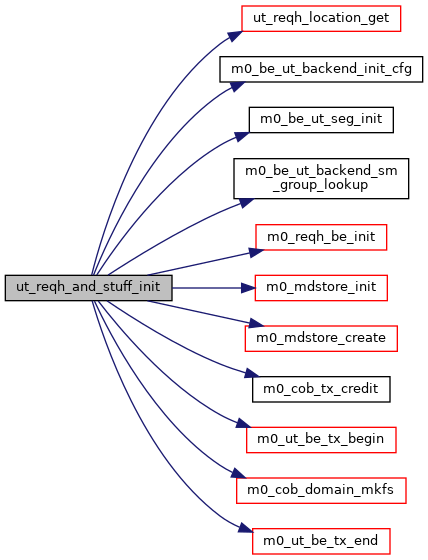 ut_reqh_location_get
m0_be_ut_backend_init_cfg
m0_be_ut_seg_init
m0_be_ut_backend_sm
_group_lookup
m0_reqh_be_init
ut_reqh_and_stuff_init
m0_mdstore_init
m0_mdstore_create
m0_cob_tx_credit
m0_ut_be_tx_begin
m0_cob_domain_mkfs
m0_ut_be_tx_end